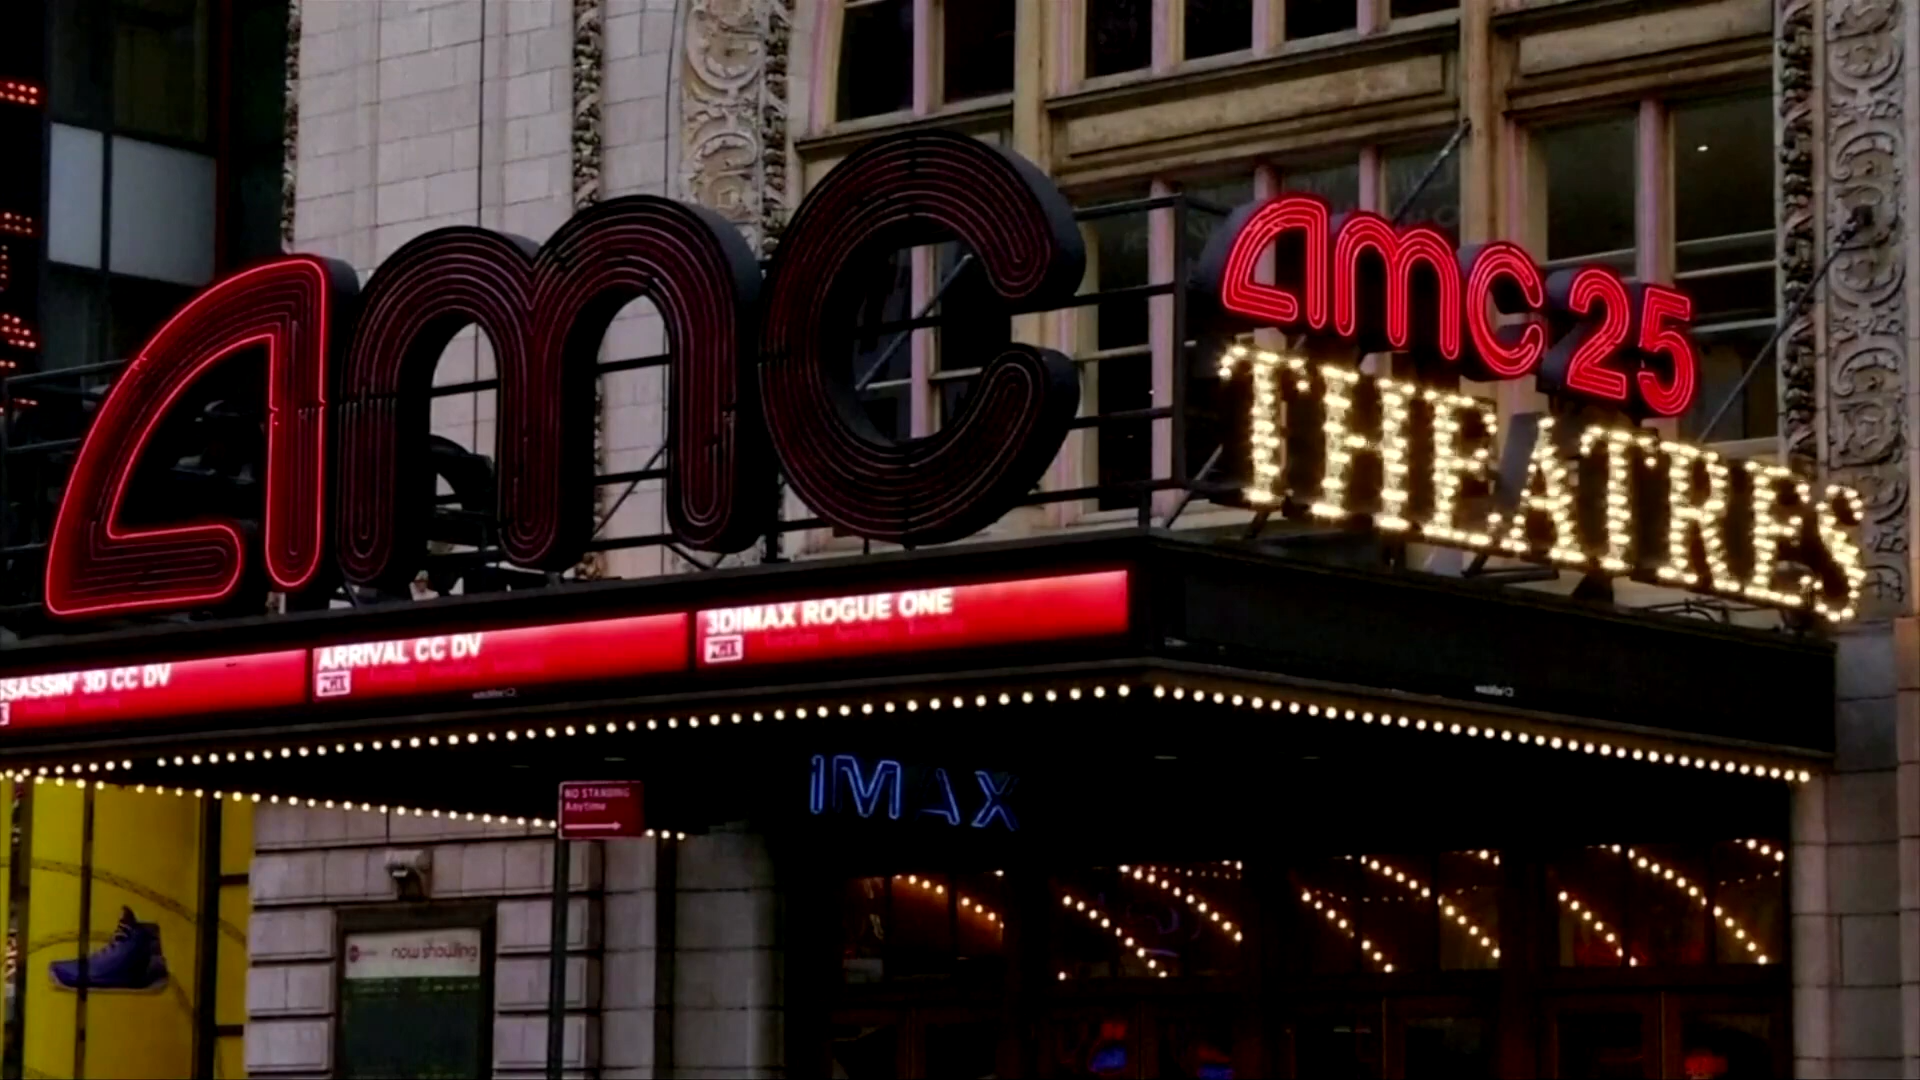 AMC
AMC 25
THEATRES
3DIMAX ROGUE ONE
ARRIVAL CC DV
SSASSIN' 3D CC DV
IMAX
NO STANDING
Anytime
now showing